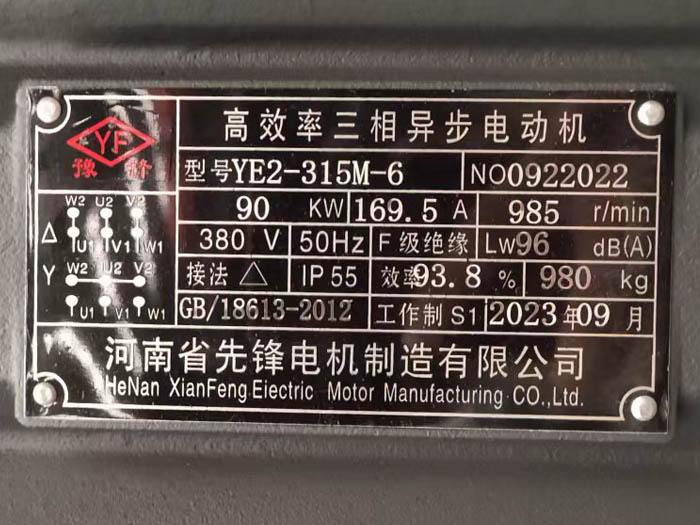 YF
豫锋
高效率三相异步电动机
型号YE2-315M-6 NO0922022
90 KW 169.5 A 985 r/min
380 V 50Hz F级绝缘 Lw96 dB(A)
接法 △ IP 55 效率93.8 % 980 kg
GB/18613-2012 工作制 S1 2023年09月
W2 U2 V2
△
U1 V1 W1
Y W2 U2 V2
U1 V1 W1
河南省先锋电机制造有限公司
HeNan XianFeng Electric Motor Manufacturing CO.,Ltd.